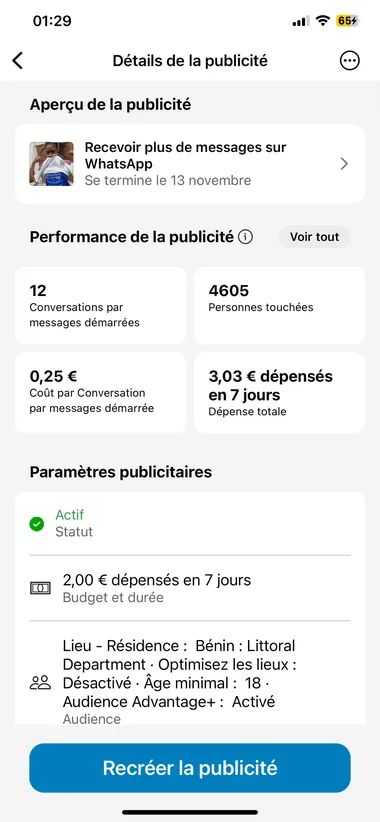 01:29
65
Détails de la publicité
Aperçu de la publicité
Recevoir plus de messages sur
WhatsApp
Se termine le 13 novembre
Performance de la publicité
Voir tout
12
Conversations par
messages démarrées
4605
Personnes touchées
0,25 €
Coût par Conversation
par messages démarrée
3,03 € dépensés
en 7 jours
Dépense totale
Paramètres publicitaires
Actif
Statut
2,00 € dépensés en 7 jours
Budget et durée
Lieu - Résidence : Bénin : Littoral
Department · Optimisez les lieux :
Désactivé · Âge minimal : 18 ·
Audience Advantage+ : Activé
Audience
Recréer la publicité